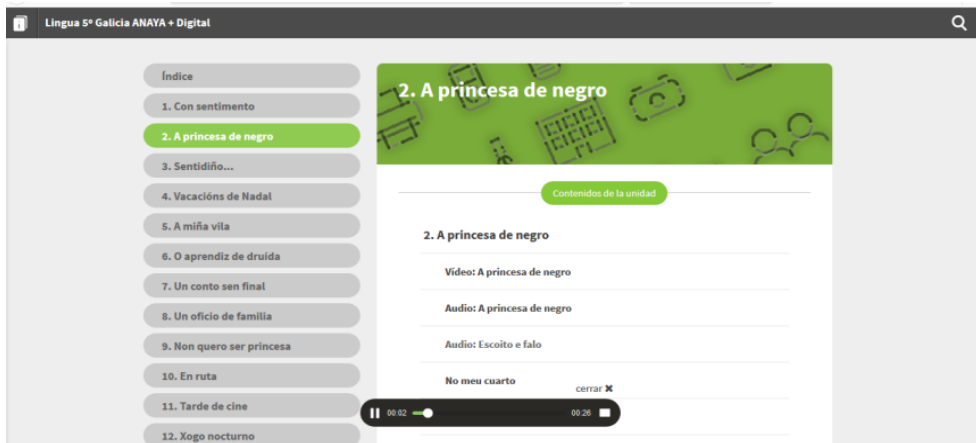 Lingua 5º Galicia ANAYA + Digital
Índice
1. Con sentimento
2. A princesa de negro
3. Sentidiño...
4. Vacacións de Nadal
5. A miña vila
6. O aprendiz de druída
7. Un conto sen final
8. Un oficio de familia
9. Non quero ser princesa
10. En ruta
11. Tarde de cine
12. Xogo nocturno
2. A princesa de negro
Contenidos de la unidad
2. A princesa de negro
Vídeo: A princesa de negro
Audio: A princesa de negro
Audio: Escoito e falo
No meu cuarto
cerrar ✖
00:02
00:26